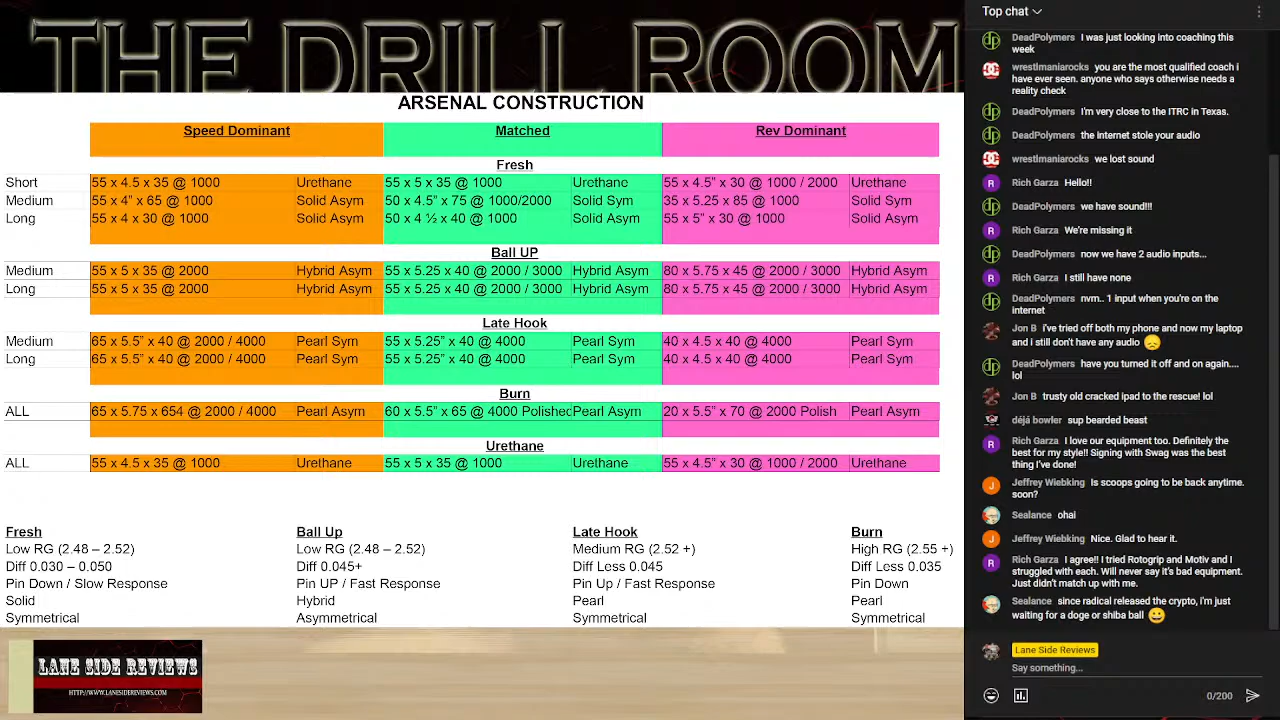 THE DRILL ROOM
ARSENAL CONSTRUCTION
Speed Dominant Matched Rev Dominant
Fresh
Short 55 x 4.5 x 35 @ 1000 Urethane 55 x 5 x 35 @ 1000 Urethane 55 x 4.5” x 30 @ 1000 / 2000 Urethane
Medium 55 x 4” x 65 @ 1000 Solid Asym 50 x 4.5” x 75 @ 1000/2000 Solid Sym 35 x 5.25 x 85 @ 1000 Solid Sym
Long 55 x 4 x 30 @ 1000 Solid Asym 50 x 4 ½ x 40 @ 1000 Solid Asym 55 x 5” x 30 @ 1000 Solid Asym
Ball UP
Medium 55 x 5 x 35 @ 2000 Hybrid Asym 55 x 5.25 x 40 @ 2000 / 3000 Hybrid Asym 80 x 5.75 x 45 @ 2000 / 3000 Hybrid Asym
Long 55 x 5 x 35 @ 2000 Hybrid Asym 55 x 5.25 x 40 @ 2000 / 3000 Hybrid Asym 80 x 5.75 x 45 @ 2000 / 3000 Hybrid Asym
Late Hook
Medium 65 x 5.5” x 40 @ 2000 / 4000 Pearl Sym 55 x 5.25” x 40 @ 4000 Pearl Sym 40 x 4.5 x 40 @ 4000 Pearl Sym
Long 65 x 5.5” x 40 @ 2000 / 4000 Pearl Sym 55 x 5.25” x 40 @ 4000 Pearl Sym 40 x 4.5 x 40 @ 4000 Pearl Sym
Burn
ALL 65 x 5.75 x 654 @ 2000 / 4000 Pearl Asym 60 x 5.5” x 65 @ 4000 Polished Pearl Asym 20 x 5.5” x 70 @ 2000 Polish Pearl Asym
Urethane
ALL 55 x 4.5 x 35 @ 1000 Urethane 55 x 5 x 35 @ 1000 Urethane 55 x 4.5” x 30 @ 1000 / 2000 Urethane
Fresh Ball Up Late Hook Burn
Low RG (2.48 – 2.52) Low RG (2.48 – 2.52) Medium RG (2.52 +) High RG (2.55 +)
Diff 0.030 – 0.050 Diff 0.045+ Diff Less 0.045 Diff Less 0.035
Pin Down / Slow Response Pin UP / Fast Response Pin Up / Fast Response Pin Down
Solid Hybrid Pearl Pearl
Symmetrical Asymmetrical Symmetrical Symmetrical
LANE SIDE REVIEWS
HTTP://WWW.LANESIDEREVIEWS.COM
Top chat
DeadPolymers I was just looking into coaching this
week
wrestlmaniarocks you are the most qualified coach i
have ever seen. anyone who says otherwise needs a
reality check
DeadPolymers I'm very close to the ITRC in Texas.
DeadPolymers the internet stole your audio
wrestlmaniarocks we lost sound
Rich Garza Hello!!
DeadPolymers we have sound!!!
Rich Garza We're missing it
DeadPolymers now we have 2 audio inputs...
Rich Garza I still have none
DeadPolymers nvm.. 1 input when you're on the
internet
Jon B i've tried off both my phone and now my laptop
and i still don't have any audio 😞
DeadPolymers have you turned it off and on again....
lol
Jon B trusty old cracked ipad to the rescue! lol
déjá bowler sup bearded beast
Rich Garza I love our equipment too. Definitely the
best for my style!! Signing with Swag was the best
thing I've done!
Jeffrey Wiebking Is scoops going to be back anytime.
soon?
Sealance ohai
Jeffrey Wiebking Nice. Glad to hear it.
Rich Garza I agree!! I tried Rotogrip and Motiv and I
struggled with each. Will never say it's bad equipment.
Just didn't match up with me.
Sealance since radical released the crypto, i'm just
waiting for a doge or shiba ball 😀
Lane Side Reviews
Say something...
0/200